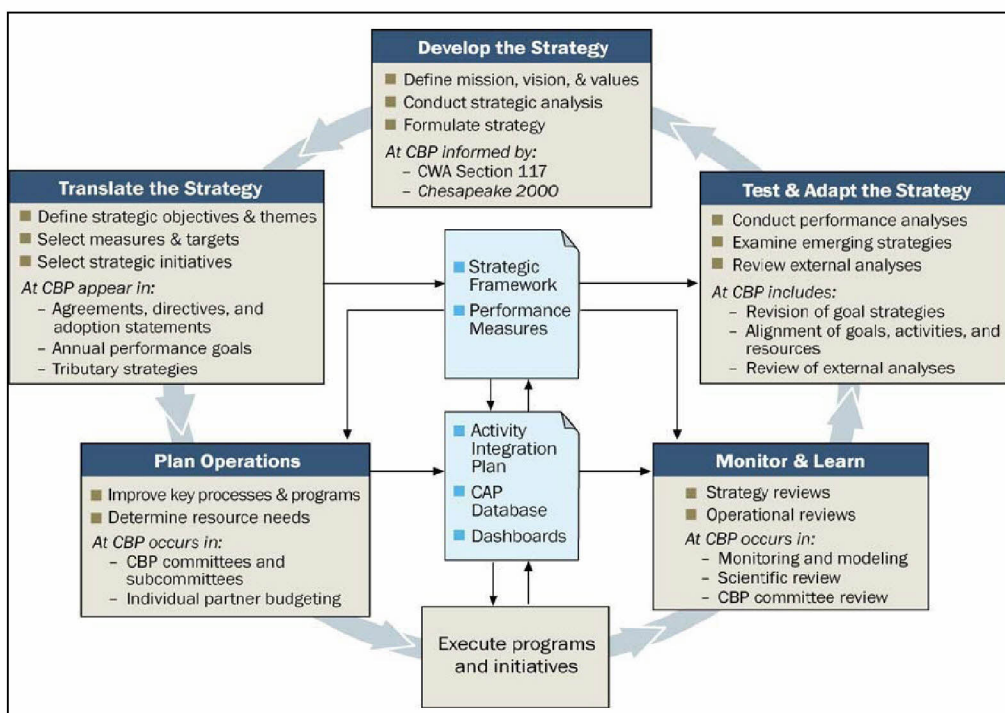 Develop the Strategy
Define mission, vision, & values
Conduct strategic analysis
Formulate strategy
At CBP informed by:
– CWA Section 117
– Chesapeake 2000
Translate the Strategy
Define strategic objectives & themes
Select measures & targets
Select strategic initiatives
At CBP appear in:
– Agreements, directives, and
adoption statements
– Annual performance goals
– Tributary strategies
Strategic
Framework
Performance
Measures
Test & Adapt the Strategy
Conduct performance analyses
Examine emerging strategies
Review external analyses
At CBP includes:
– Revision of goal strategies
– Alignment of goals, activities, and
resources
– Review of external analyses
Plan Operations
Improve key processes & programs
Determine resource needs
At CBP occurs in:
– CBP committees and
subcommittees
– Individual partner budgeting
Activity
Integration
Plan
CAP
Database
Dashboards
Monitor & Learn
Strategy reviews
Operational reviews
At CBP occurs in:
– Monitoring and modeling
– Scientific review
– CBP committee review
Execute programs
and initiatives